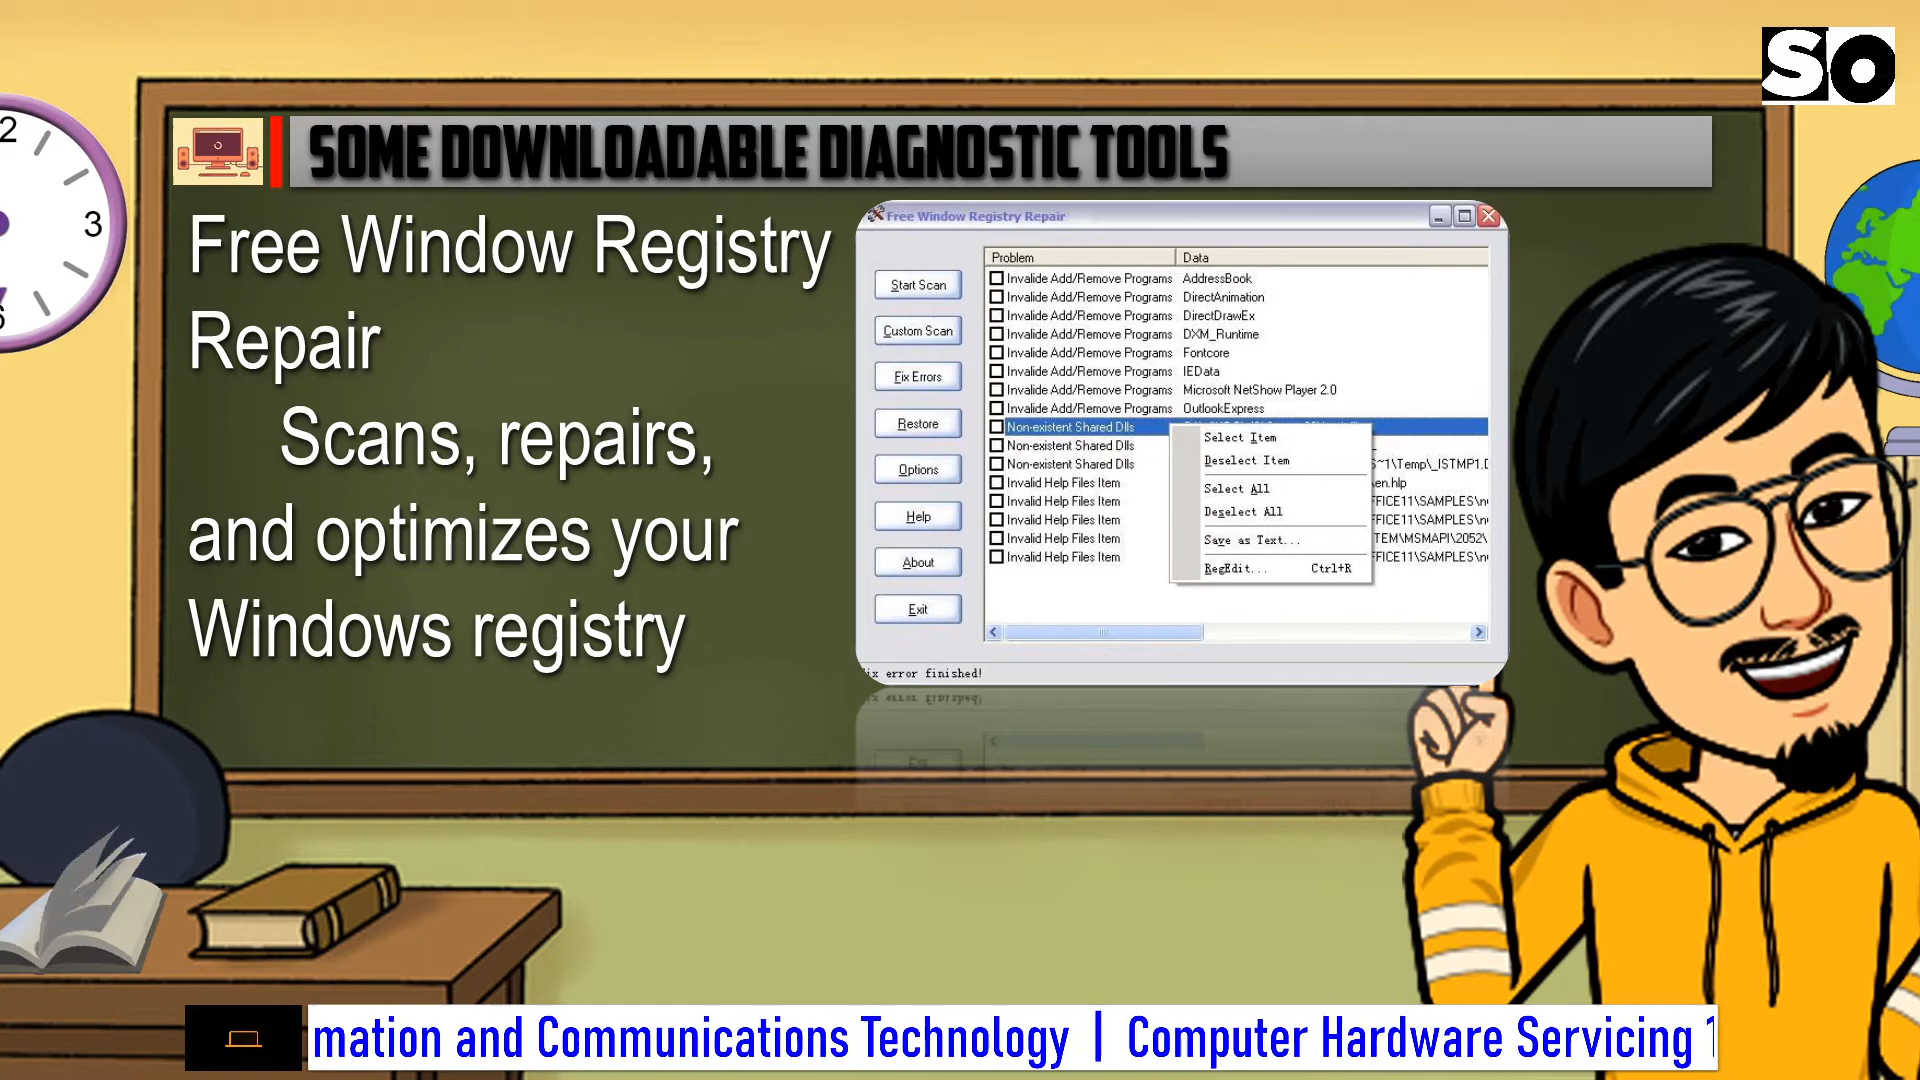 SO
SOME DOWNLOADABLE DIAGNOSTIC TOOLS
2
3
6
Free Window Registry
Repair
Scans, repairs,
and optimizes your
Windows registry
Free Window Registry Repair
Start Scan
Custom Scan
Fix Errors
Restore
Options
Help
About
Exit
Problem Data
Invalide Add/Remove Programs AddressBook
Invalide Add/Remove Programs DirectAnimation
Invalide Add/Remove Programs DirectDrawEx
Invalide Add/Remove Programs DXM_Runtime
Invalide Add/Remove Programs Fontcore
Invalide Add/Remove Programs IEData
Invalide Add/Remove Programs Microsoft NetShow Player 2.0
Invalide Add/Remove Programs OutlookExpress
Non-existent Shared Dlls
Non-existent Shared Dlls
Non-existent Shared Dlls S~1\Temp\_ISTMP1.D
Invalid Help Files Item en.hlp
Invalid Help Files Item FFICE11\SAMPLES\n
Invalid Help Files Item FFICE11\SAMPLES\n
Invalid Help Files Item TEM\MSMAPI\2052\
Invalid Help Files Item FFICE11\SAMPLES\n
Select Item
Deselect Item
Select All
Deselect All
Save as Text...
RegEdit... Ctrl+R
ix error finished!
mation and Communications Technology | Computer Hardware Servicing 1